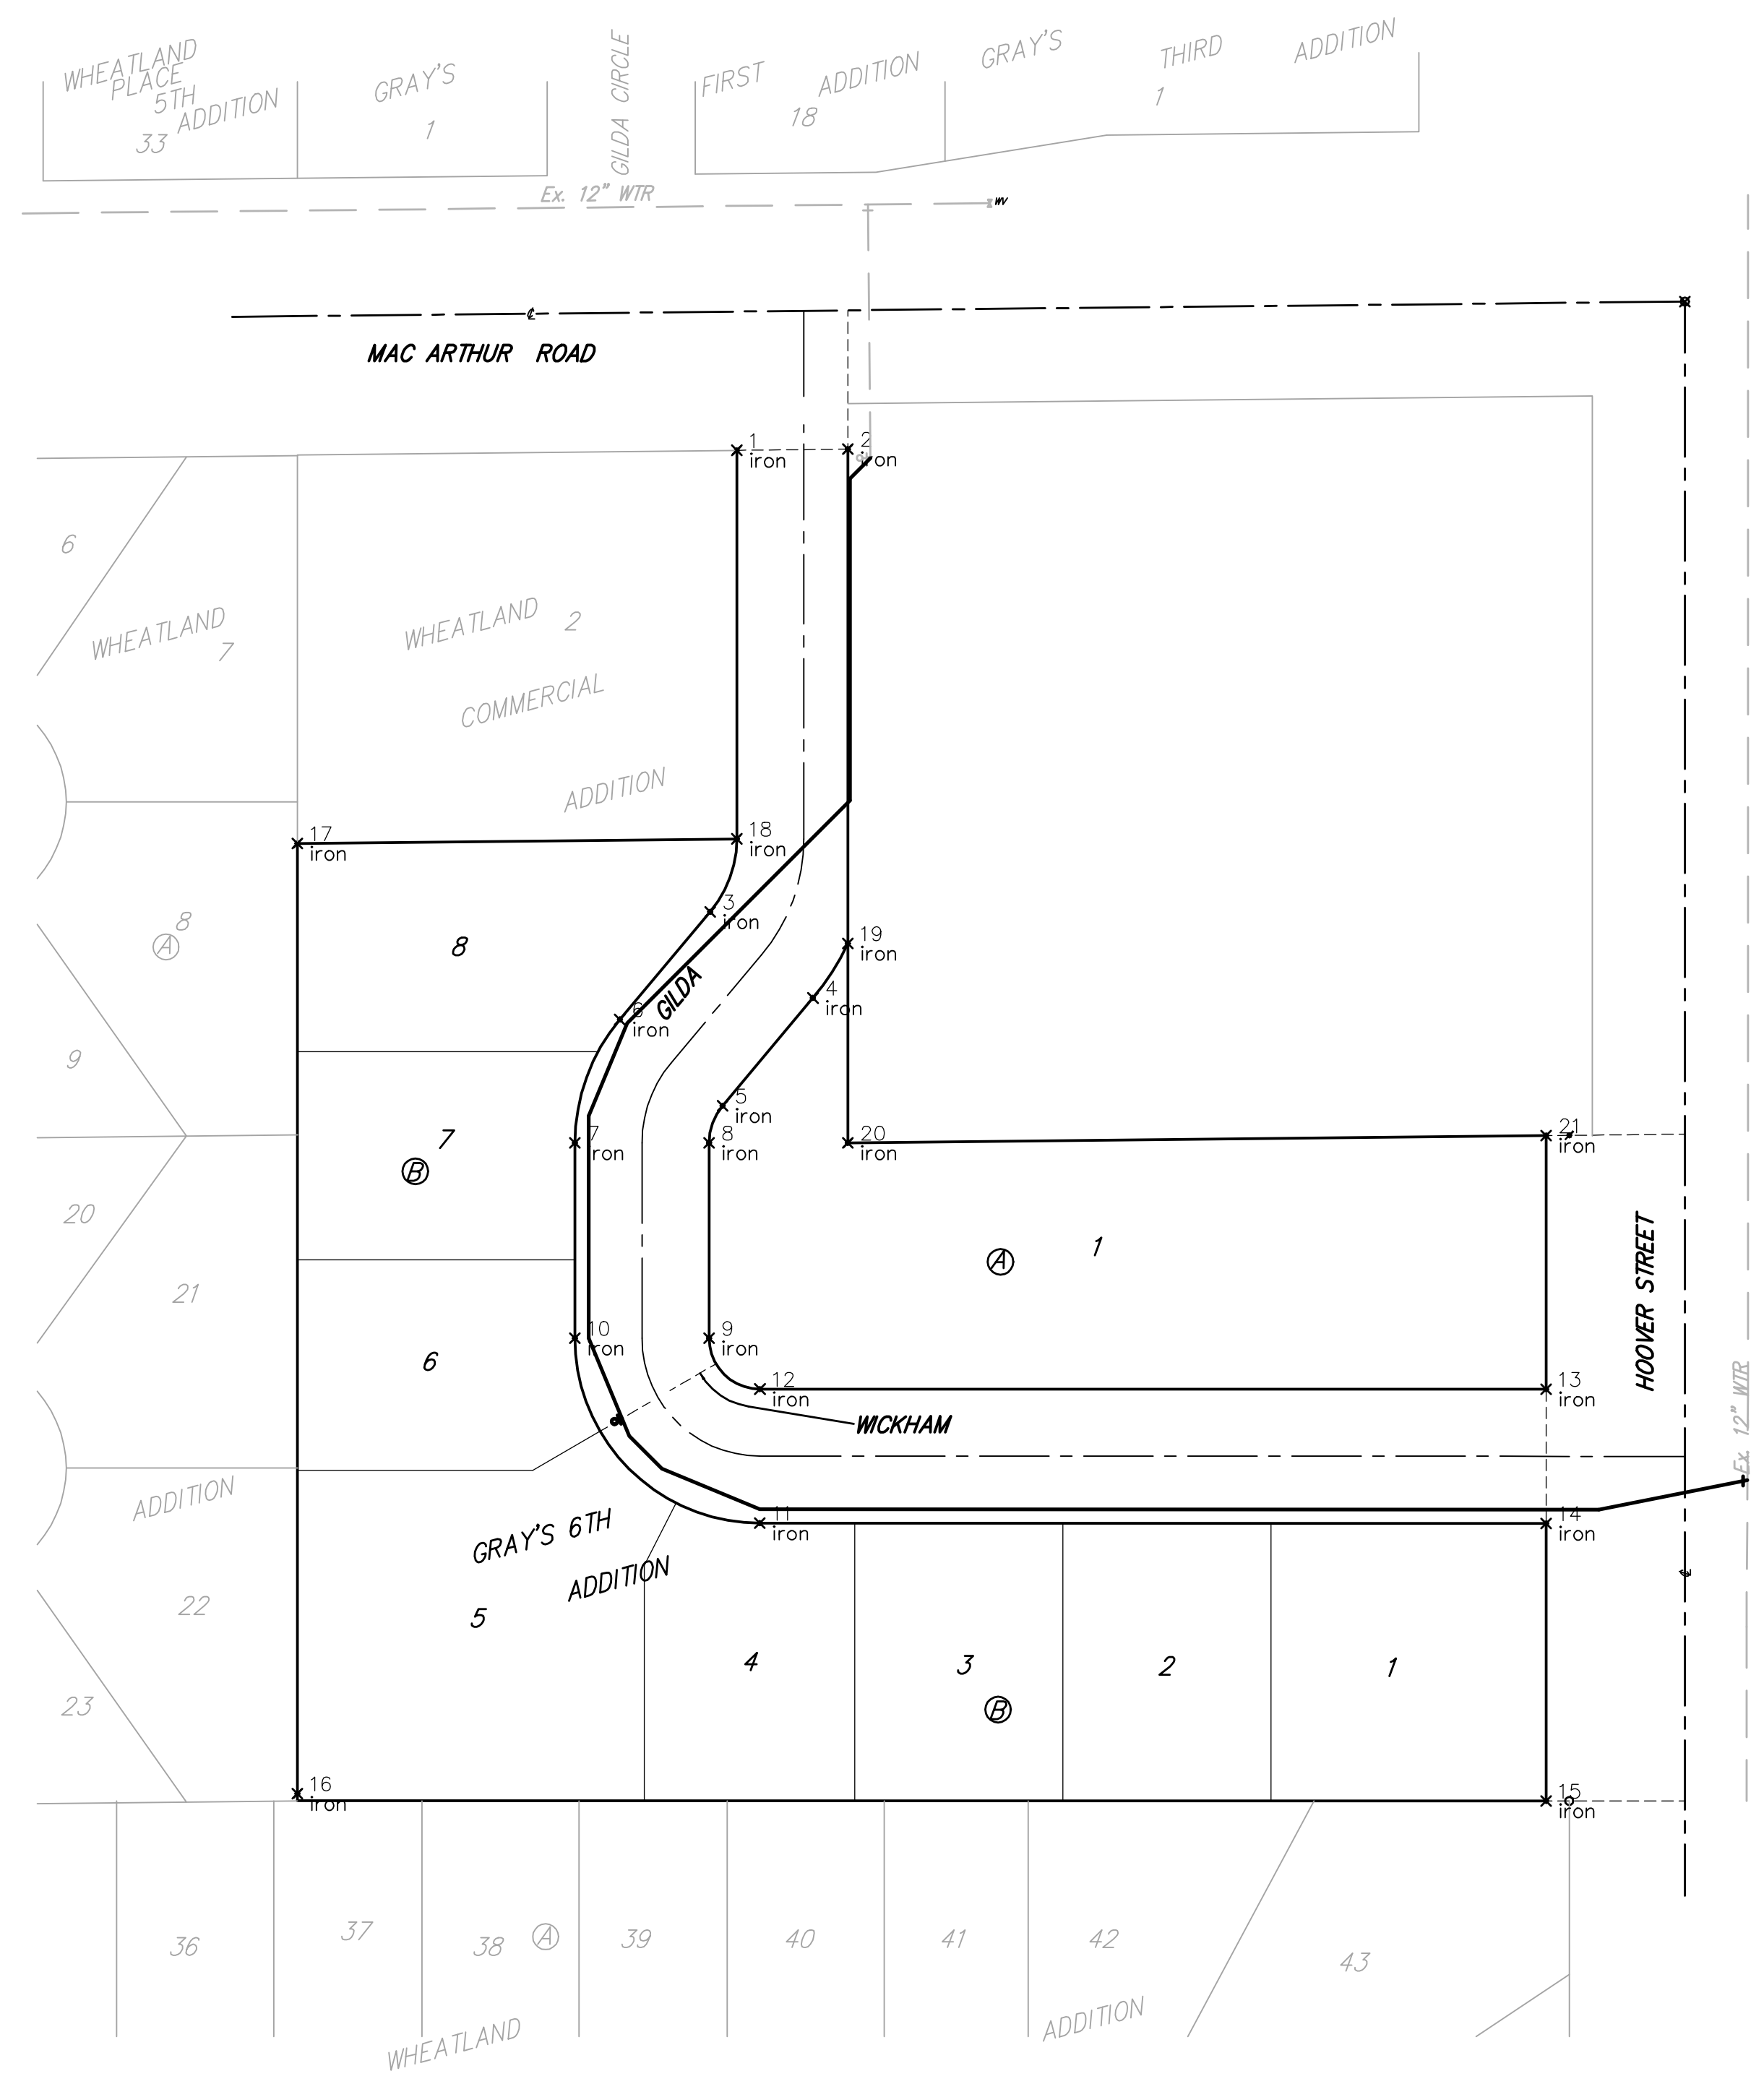 WHEATLAND
PLACE
5TH
ADDITION
33
GRAY'S
1
GILDA CIRCLE
FIRST ADDITION
18
GRAY'S THIRD ADDITION
1
Ex. 12" WTR
WV
MAC ARTHUR ROAD
1
iron
2
iron
6
WHEATLAND
7
WHEATLAND 2
COMMERCIAL
ADDITION
17
iron
18
iron
3
iron
19
iron
8
A
8
4
iron
6
iron
GILDA
9
5
iron
7
iron
8
iron
20
iron
21
iron
7
B
20
21
A
1
HOOVER STREET
10
iron
9
iron
6
12
iron
13
iron
WICKHAM
Ex. 12" WTR
ADDITION
11
iron
14
iron
GRAY'S 6TH
ADDITION
22
5
4
3
2
1
B
23
16
iron
15
iron
36
37
38
A
39
40
41
42
43
WHEATLAND
ADDITION